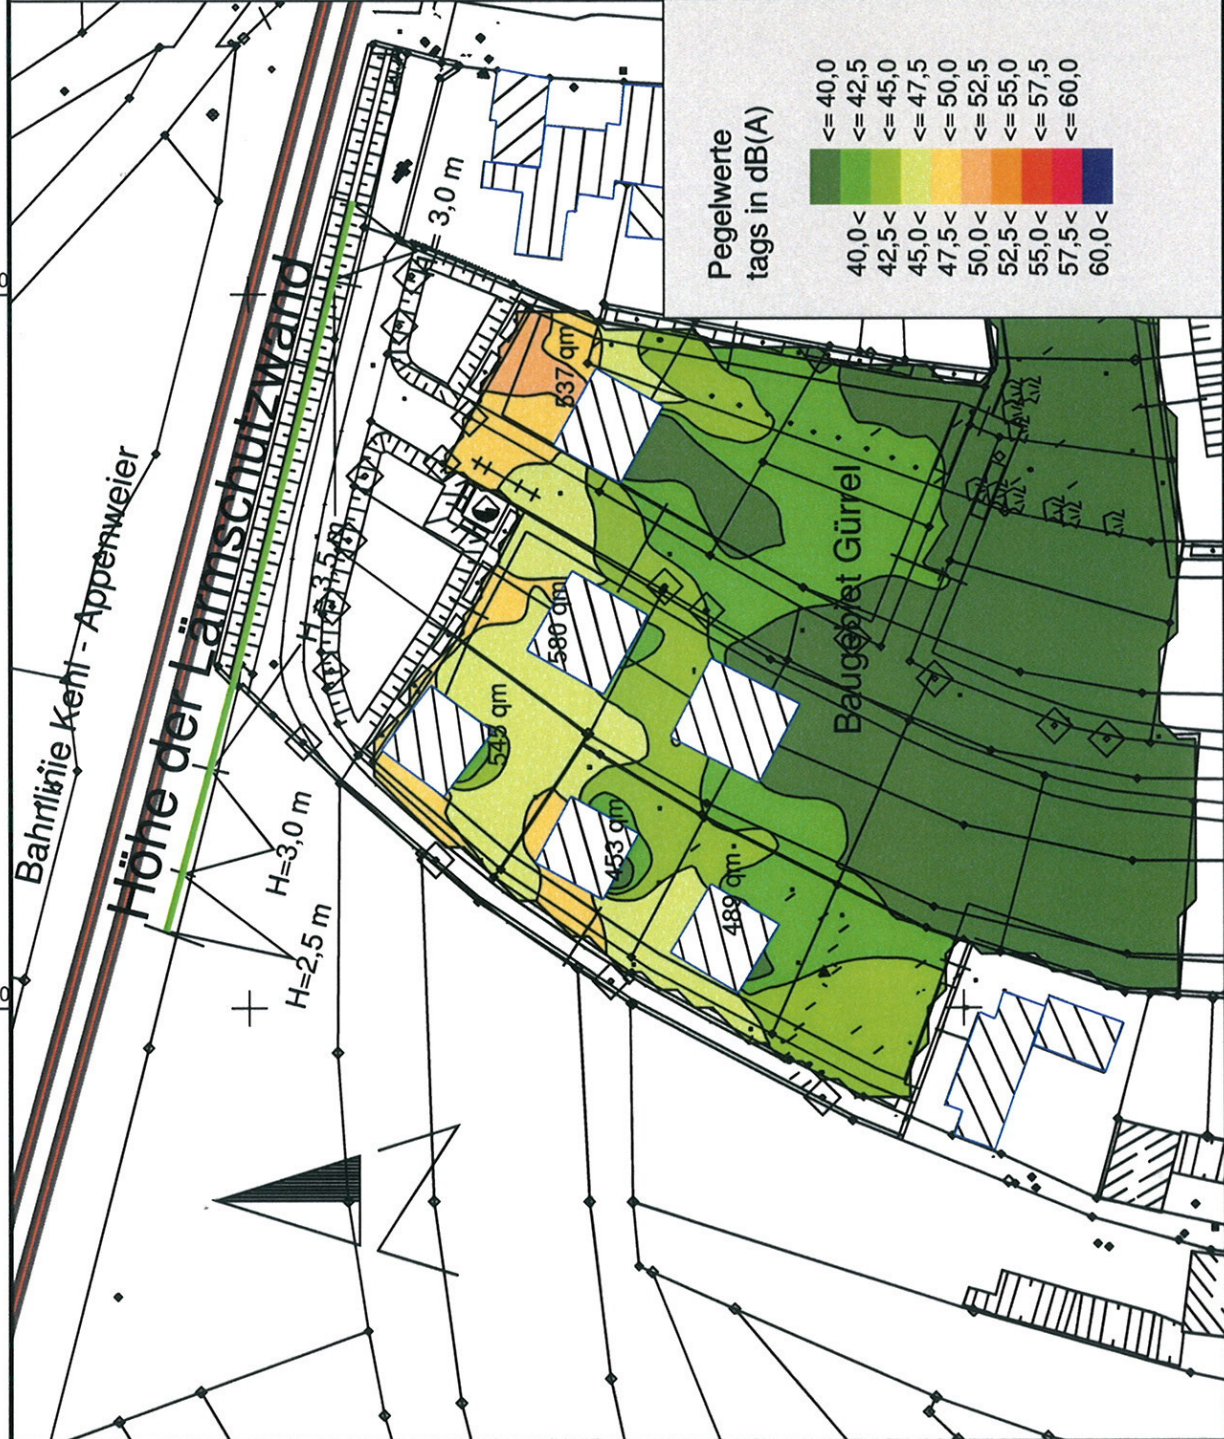 Bahnlinie Kehl - Appenweier
Höhe der Lärmschutzwand
H=2,5 m
H=3,0 m
H=3,5 m
= 3,0 m
545 qm
580 qm
537 qm
453 qm
489 qm
Baugebiet Gürrel
Pegelwerte
tags in dB(A)
<= 40,0
40,0 < <= 42,5
42,5 < <= 45,0
45,0 < <= 47,5
47,5 < <= 50,0
50,0 < <= 52,5
52,5 < <= 55,0
55,0 < <= 57,5
57,5 < <= 60,0
60,0 <